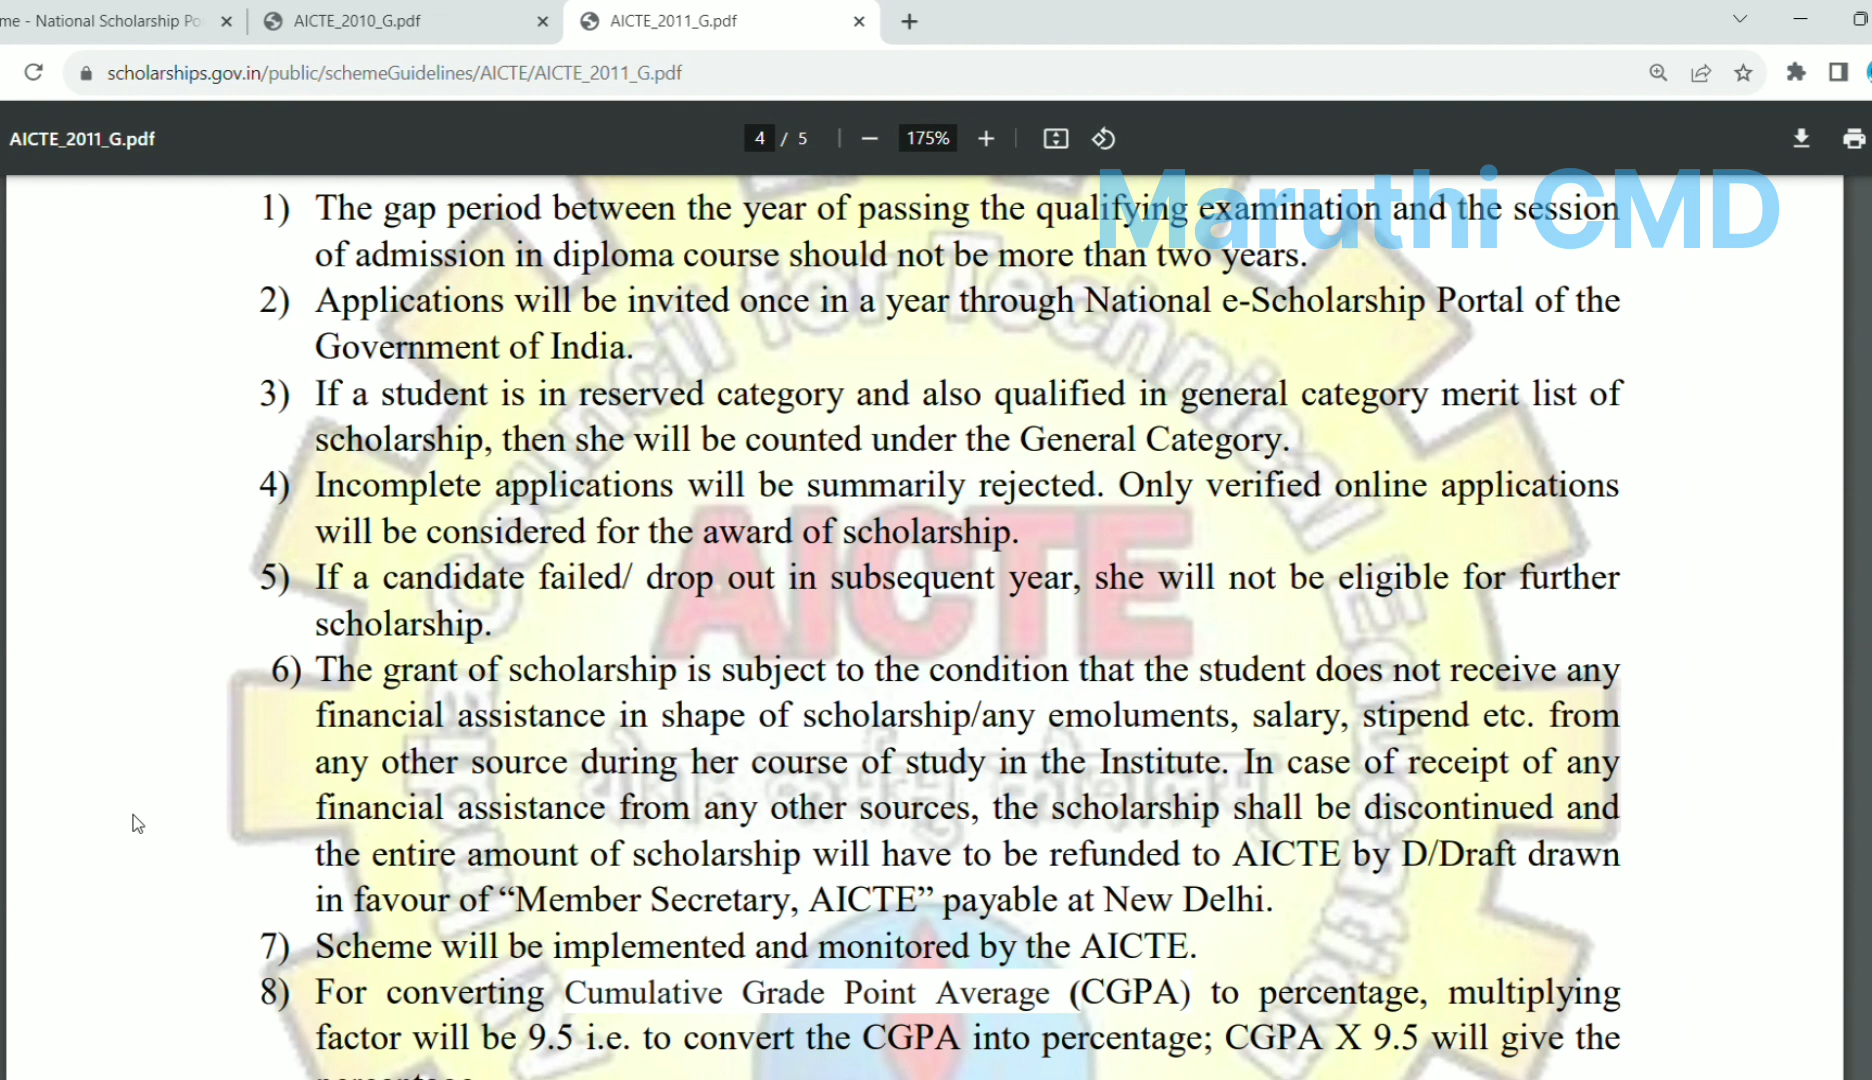 me - National Scholarship Po
AICTE_2010_G.pdf
AICTE_2011_G.pdf
scholarships.gov.in/public/schemeGuidelines/AICTE/AICTE_2011_G.pdf
AICTE_2011_G.pdf
4 / 5
175%
Maruthi CMD
1) The gap period between the year of passing the qualifying examination and the session
of admission in diploma course should not be more than two years.
2) Applications will be invited once in a year through National e-Scholarship Portal of the
Government of India.
3) If a student is in reserved category and also qualified in general category merit list of
scholarship, then she will be counted under the General Category.
4) Incomplete applications will be summarily rejected. Only verified online applications
will be considered for the award of scholarship.
5) If a candidate failed/ drop out in subsequent year, she will not be eligible for further
scholarship.
6) The grant of scholarship is subject to the condition that the student does not receive any
financial assistance in shape of scholarship/any emoluments, salary, stipend etc. from
any other source during her course of study in the Institute. In case of receipt of any
financial assistance from any other sources, the scholarship shall be discontinued and
the entire amount of scholarship will have to be refunded to AICTE by D/Draft drawn
in favour of “Member Secretary, AICTE” payable at New Delhi.
7) Scheme will be implemented and monitored by the AICTE.
8) For converting Cumulative Grade Point Average (CGPA) to percentage, multiplying
factor will be 9.5 i.e. to convert the CGPA into percentage; CGPA X 9.5 will give the
AICTE
Council for Technical Education